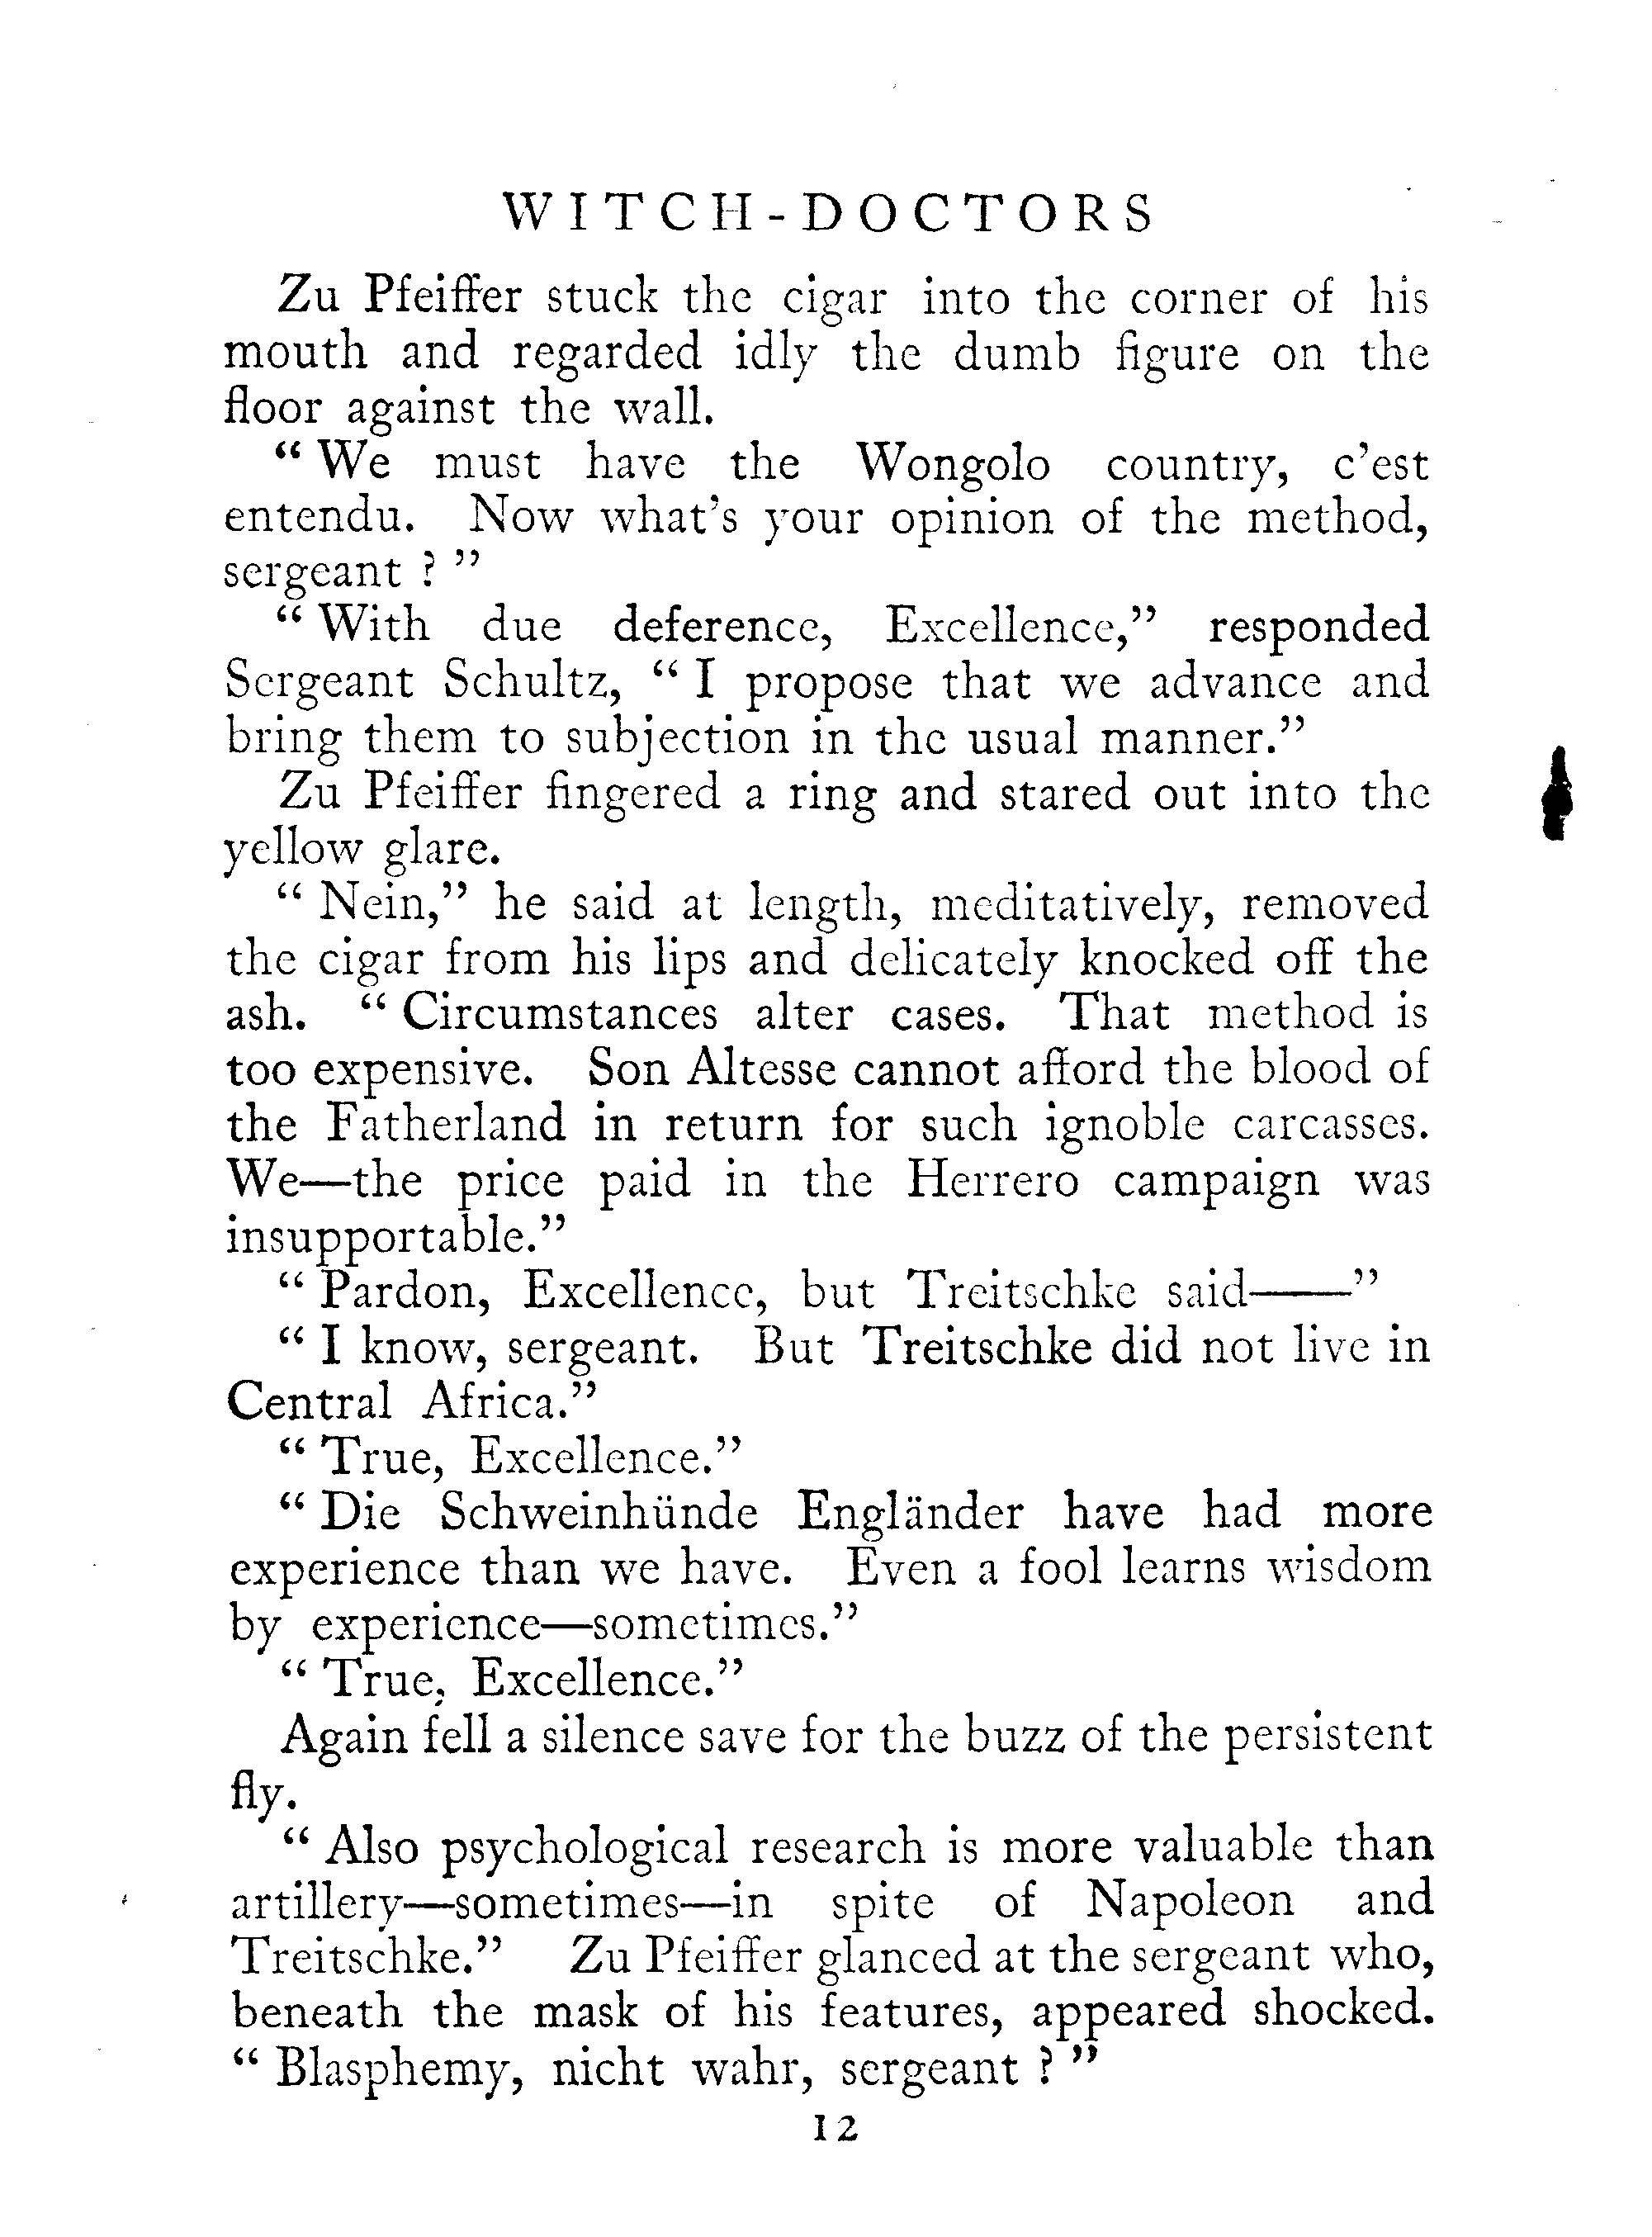 WITCH-DOCTORS
Zu Pfeiffer stuck the cigar into the corner of his
mouth and regarded idly the dumb figure on the
floor against the wall.
“ We must have the Wongolo country, c’est
entendu. Now what’s your opinion of the method,
sergeant ? ”
“ With due deference, Excellence,” responded
Sergeant Schultz, “ I propose that we advance and
bring them to subjection in the usual manner.”
Zu Pfeiffer fingered a ring and stared out into the
yellow glare.
“ Nein,” he said at length, meditatively, removed
the cigar from his lips and delicately knocked off the
ash. “ Circumstances alter cases. That method is
too expensive. Son Altesse cannot afford the blood of
the Fatherland in return for such ignoble carcasses.
We—the price paid in the Herrero campaign was
insupportable.”
“ Pardon, Excellence, but Treitschke said——”
“ I know, sergeant. But Treitschke did not live in
Central Africa.”
“ True, Excellence.”
“ Die Schweinhünde Engländer have had more
experience than we have. Even a fool learns wisdom
by experience—sometimes.”
“ True, Excellence.”
Again fell a silence save for the buzz of the persistent
fly.
“ Also psychological research is more valuable than
artillery—sometimes—in spite of Napoleon and
Treitschke.” Zu Pfeiffer glanced at the sergeant who,
beneath the mask of his features, appeared shocked.
“ Blasphemy, nicht wahr, sergeant ? ”
12